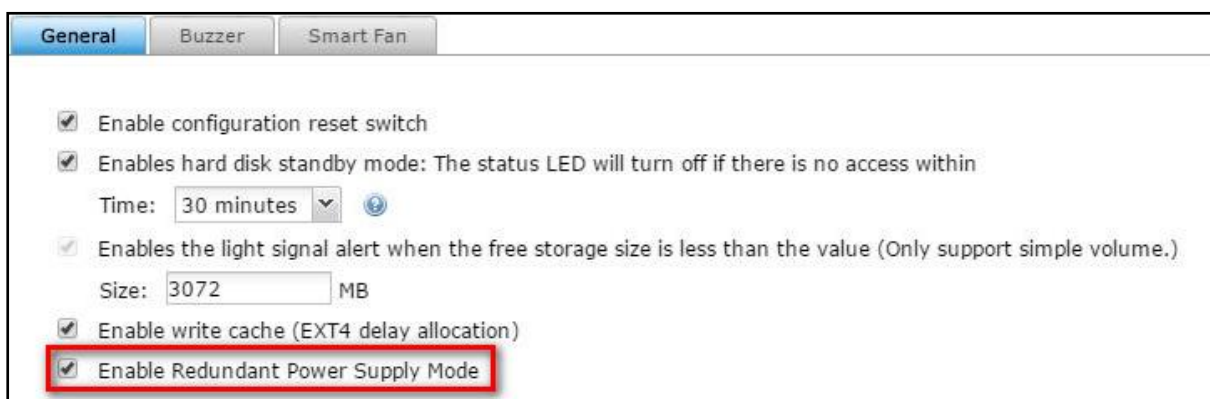 General Buzzer Smart Fan
Enable configuration reset switch
Enables hard disk standby mode: The status LED will turn off if there is no access within
Time: 30 minutes
Enables the light signal alert when the free storage size is less than the value (Only support simple volume.)
Size: 3072 MB
Enable write cache (EXT4 delay allocation)
Enable Redundant Power Supply Mode